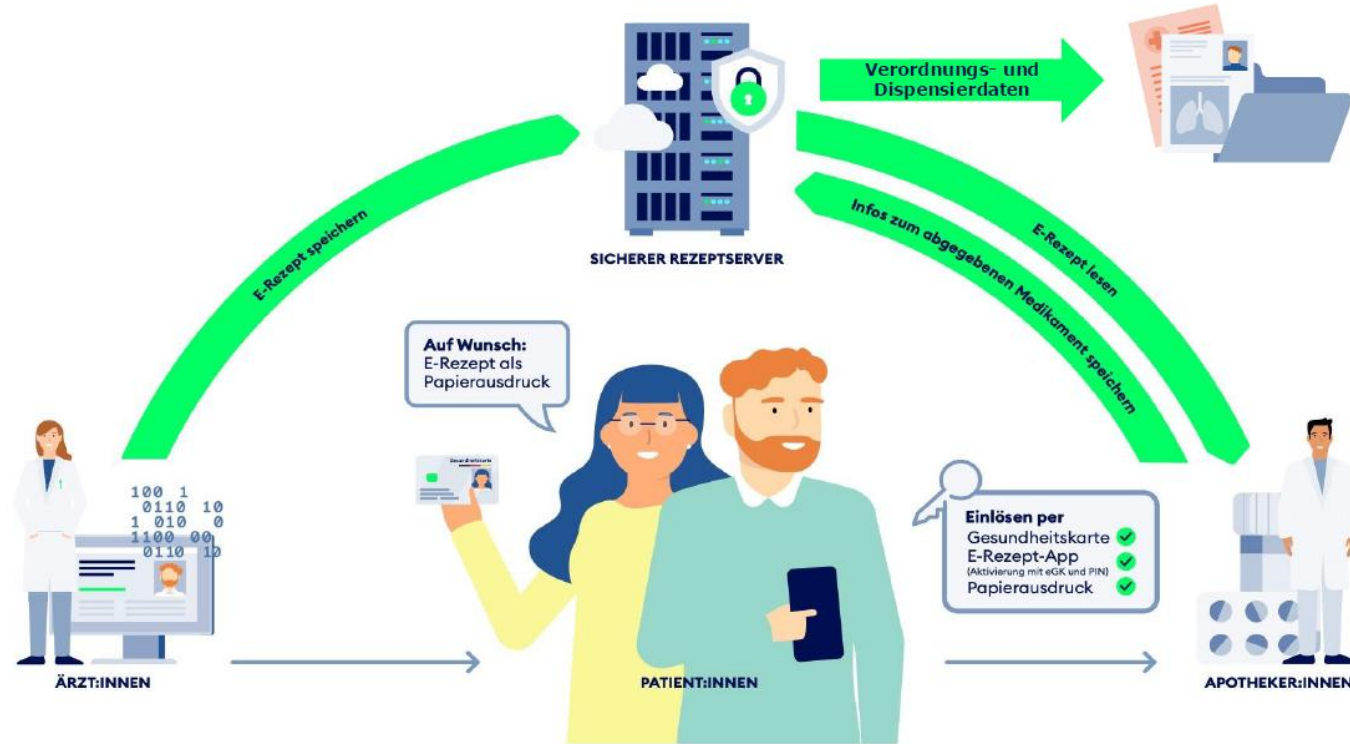 Verordnungs- und
Dispensierdaten
E-Rezept speichern
SICHERER REZEPTSERVER
E-Rezept lesen
Infos zum abgegebenen Medikament speichern
Auf Wunsch:
E-Rezept als
Papierausdruck
Gesundheitskarte
100 1
0110 10
1 010 0
1100 00
0110 10
Einlösen per
Gesundheitskarte
E-Rezept-App
(Aktivierung mit eGK und PIN)
Papierausdruck
ÄRZT:INNEN
PATIENT:INNEN
APOTHEKER:INNEN